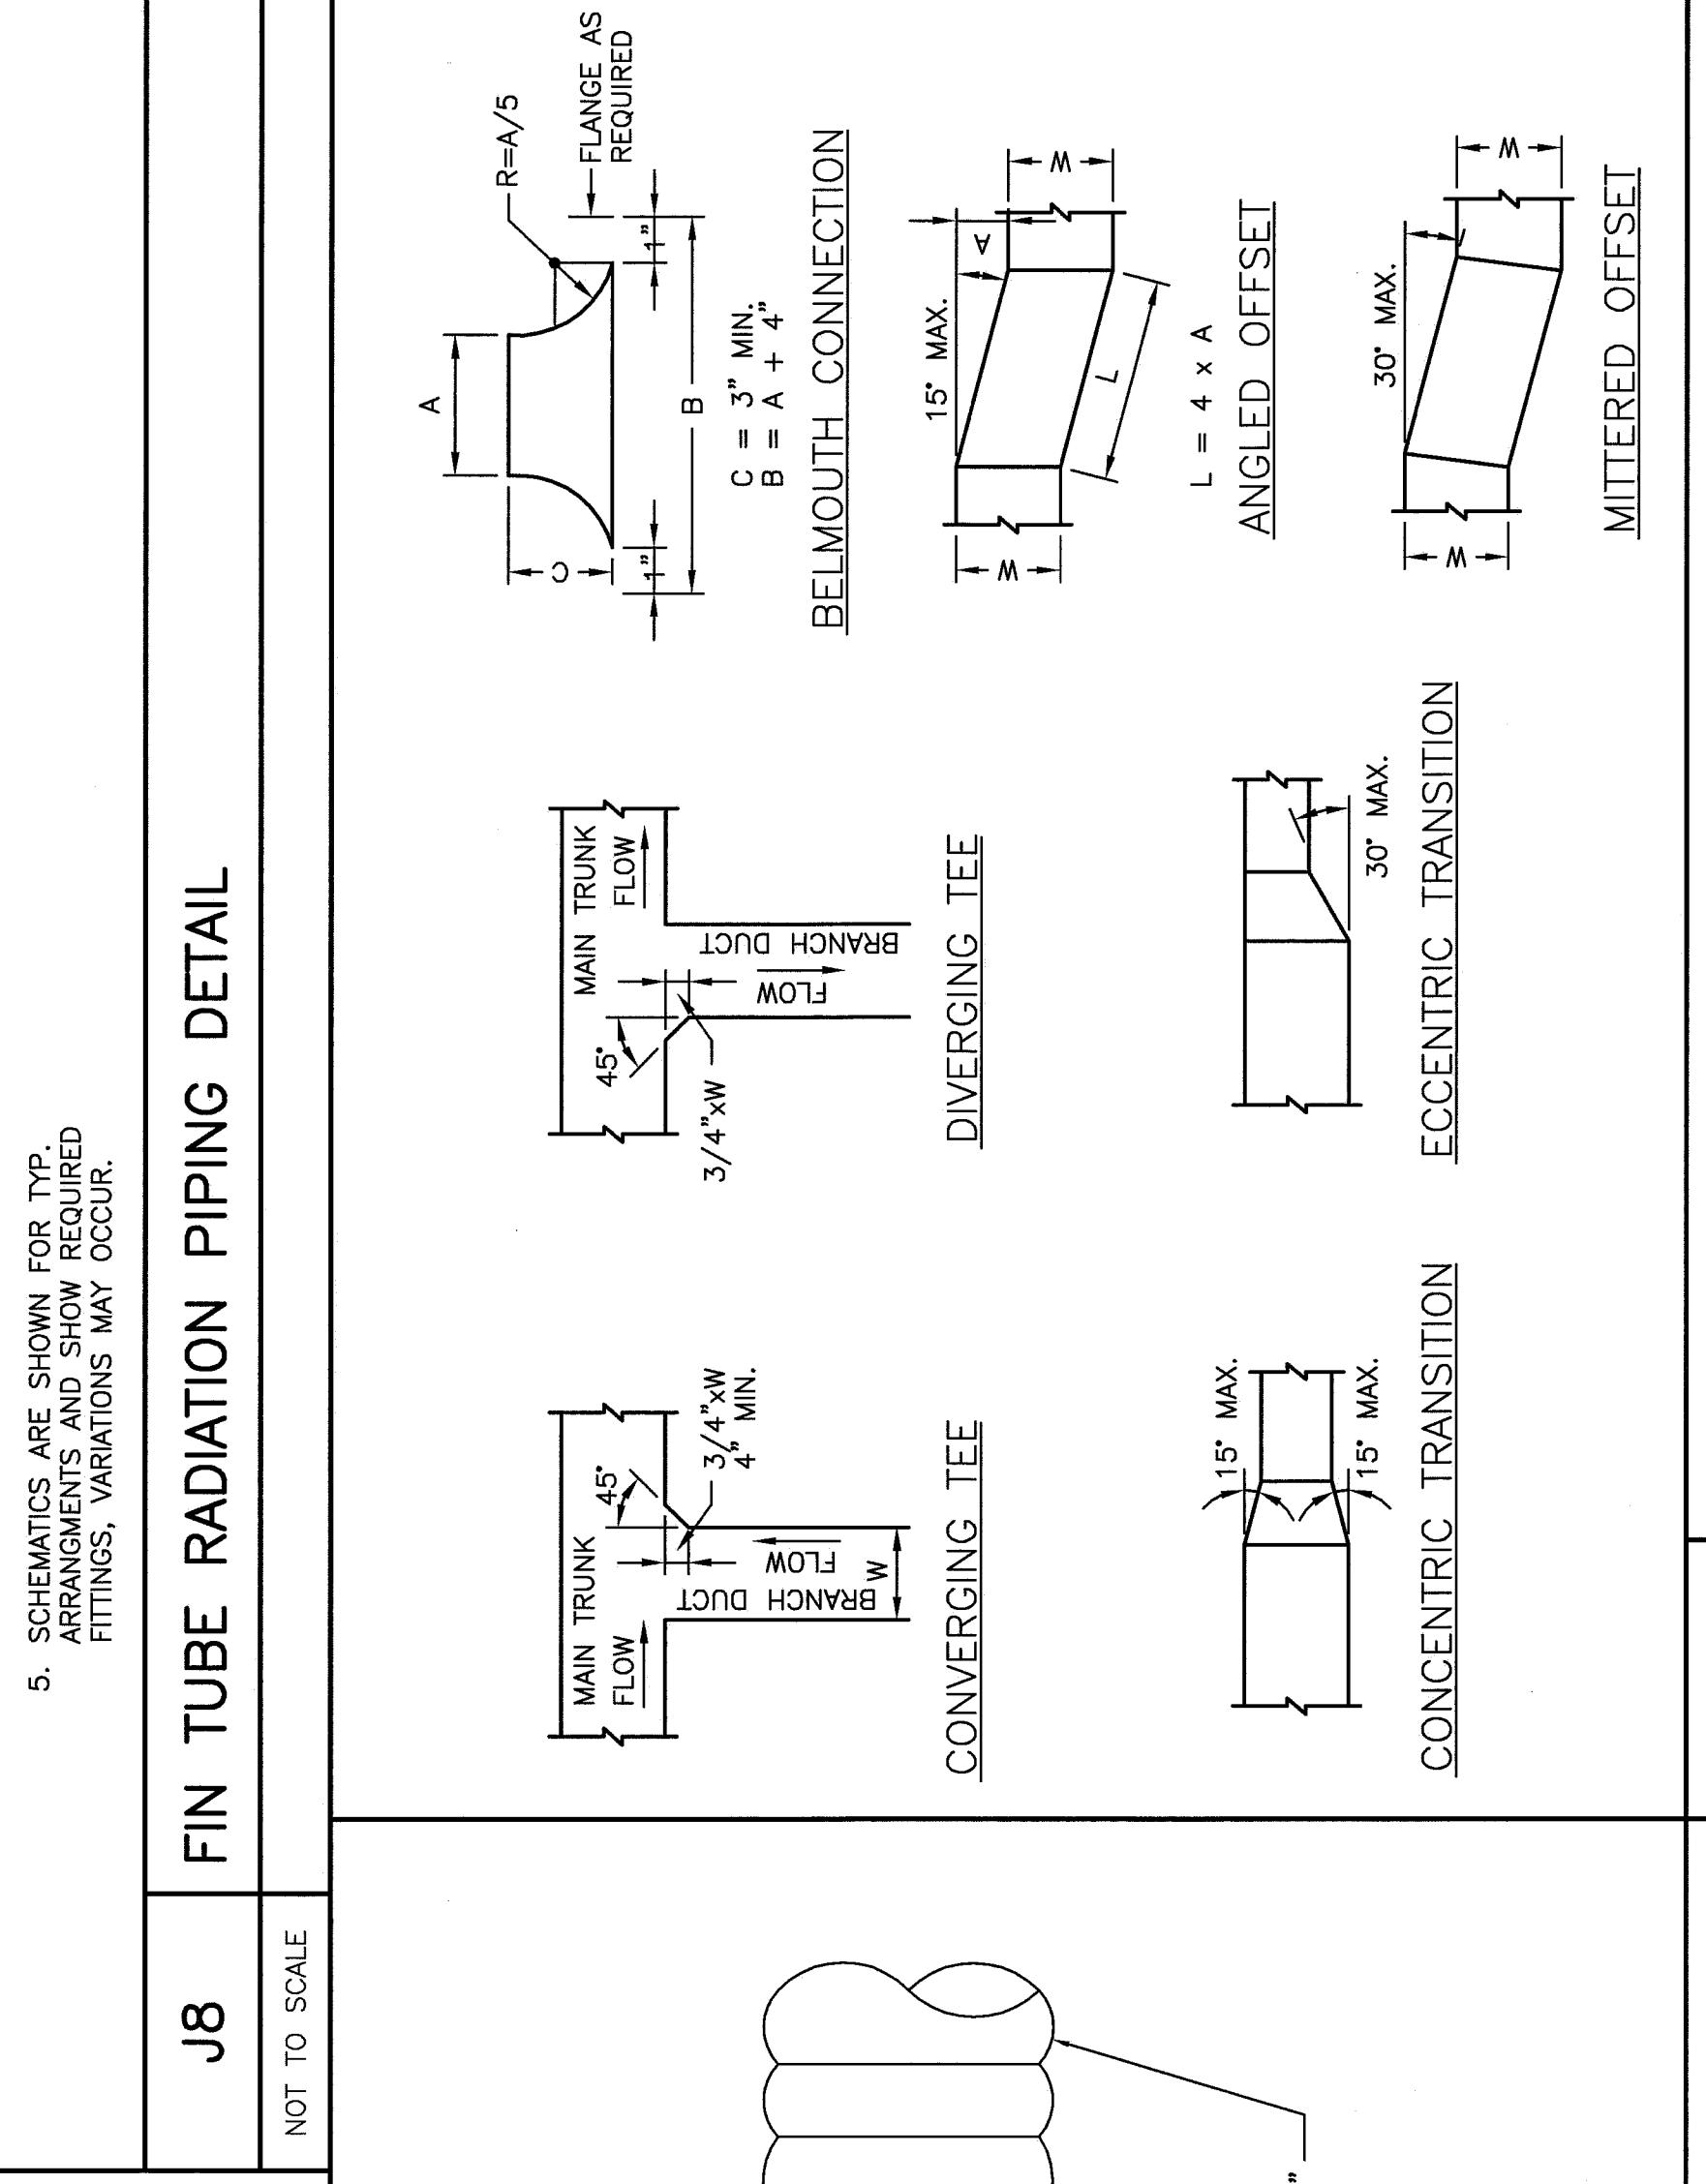 5. SCHEMATICS ARE SHOWN FOR TYP.
ARRANGMENTS AND SHOW REQUIRED
FITTINGS, VARIATIONS MAY OCCUR.
J8
FIN TUBE RADIATION PIPING DETAIL
NOT TO SCALE
MAIN TRUNK
FLOW
45°
3/4"xW
4" MIN.
FLOW
BRANCH DUCT
W
CONVERGING TEE
MAIN TRUNK
FLOW
45°
3/4"xW
FLOW
BRANCH DUCT
DIVERGING TEE
A
R=A/5
FLANGE AS
REQUIRED
C
1"
1"
B
C = 3" MIN.
B = A + 4"
BELMOUTH CONNECTION
15° MAX.
A
W
W
L
L = 4 x A
ANGLED OFFSET
15° MAX.
15° MAX.
CONCENTRIC TRANSITION
30° MAX.
ECCENTRIC TRANSITION
30° MAX.
W
W
MITTERED OFFSET
"